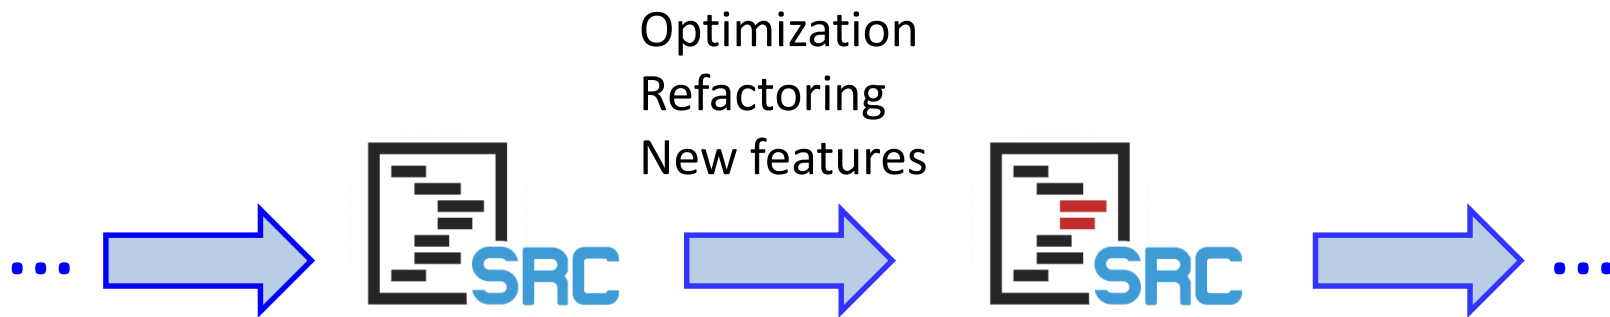 Optimization
Refactoring
New features
... SRC SRC ...